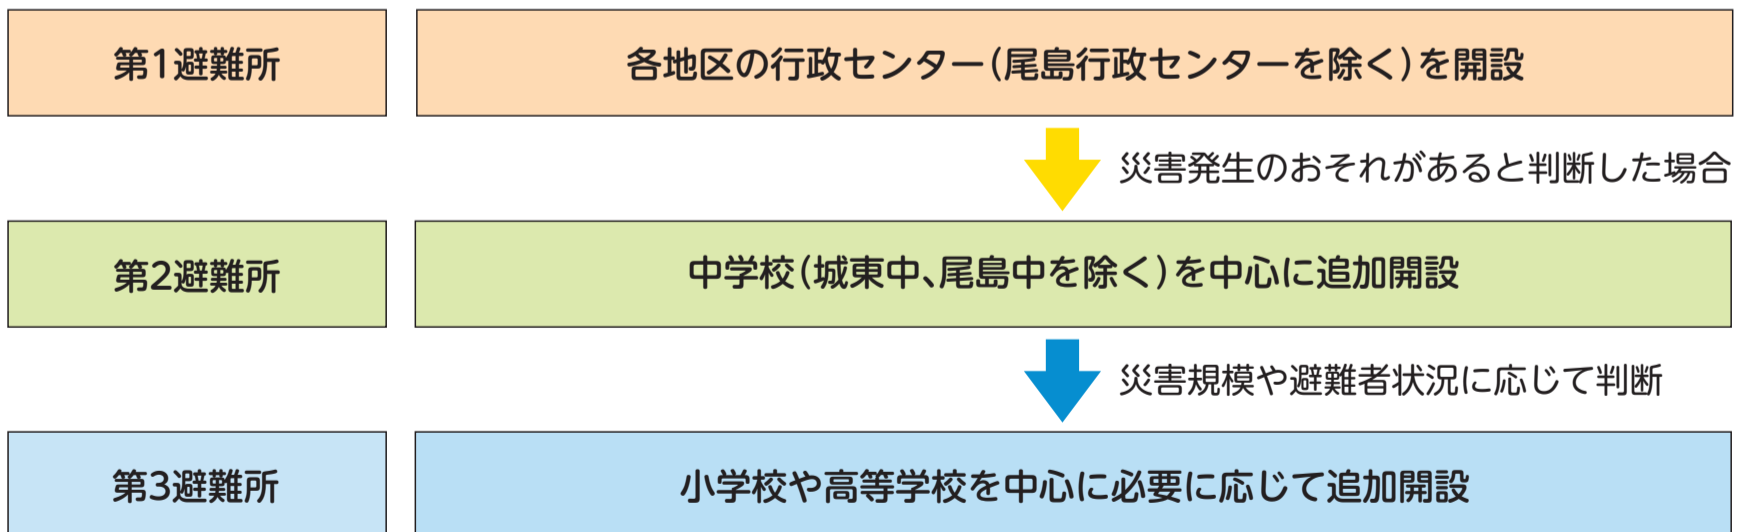 第1避難所
各地区の行政センター(尾島行政センターを除く)を開設
災害発生のおそれがあると判断した場合
第2避難所
中学校(城東中、尾島中を除く)を中心に追加開設
災害規模や避難者状況に応じて判断
第3避難所
小学校や高等学校を中心に必要に応じて追加開設